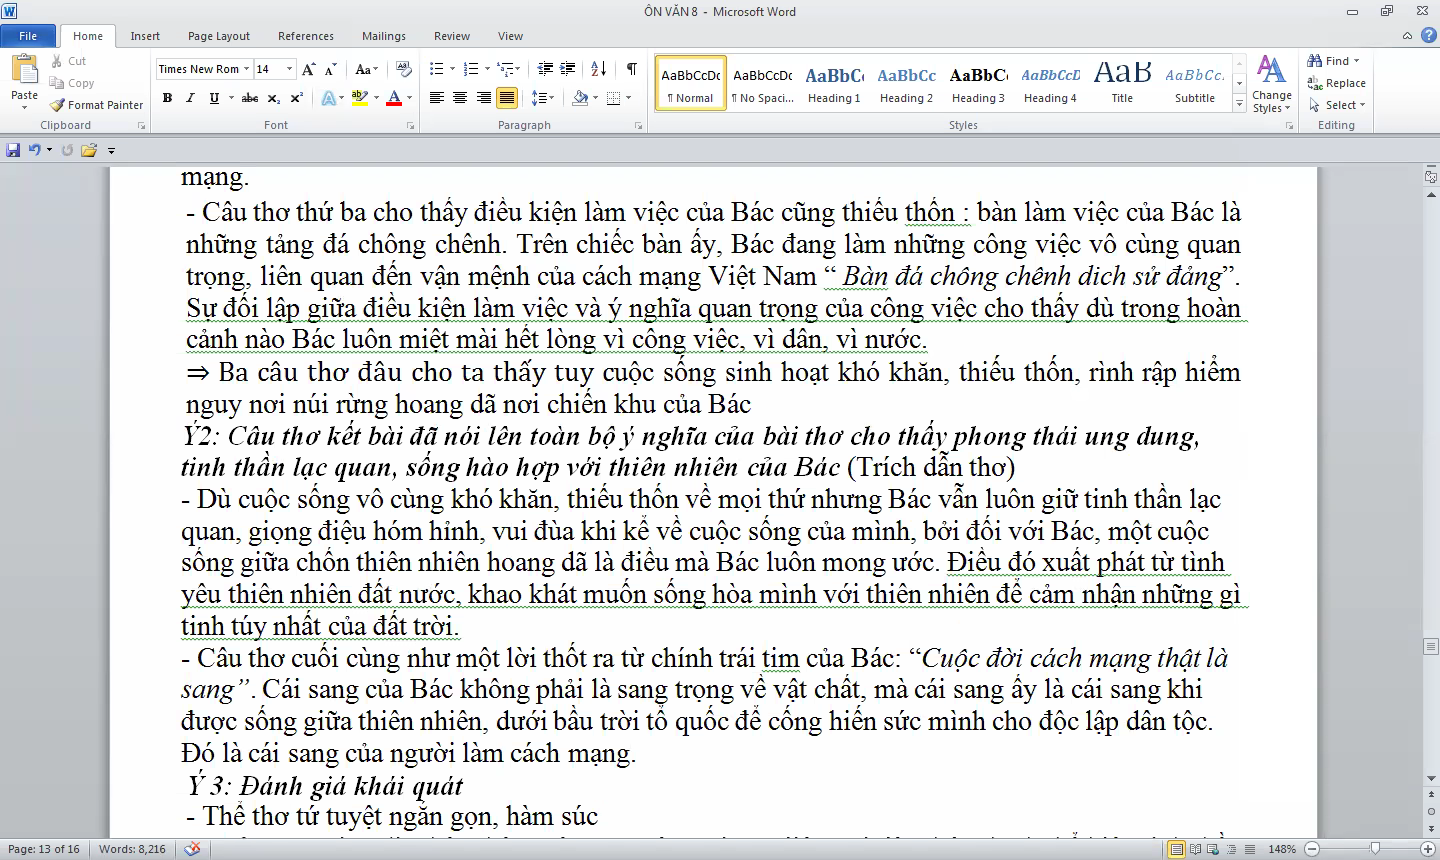 ÔN VĂN 8 - Microsoft Word
File Home Insert Page Layout References Mailings Review View
Paste Cut Copy Format Painter Clipboard
Times New Rom 14 Font
Paragraph
AaBbCcDc AaBbCcDc AaBbC AaBbCc AaBbCc AaBbCcD AaB AaBbCc.
¶ Normal ¶ No Spaci... Heading 1 Heading 2 Heading 3 Heading 4 Title Subtitle
Styles
Change Styles
Find Replace Select Editing
mạng.
- Câu thơ thứ ba cho thấy điều kiện làm việc của Bác cũng thiếu thốn : bàn làm việc của Bác là
những tảng đá chông chênh. Trên chiếc bàn ấy, Bác đang làm những công việc vô cùng quan
trọng, liên quan đến vận mệnh của cách mạng Việt Nam “ Bàn đá chông chênh dich sử đảng”.
Sự đối lập giữa điều kiện làm việc và ý nghĩa quan trọng của công việc cho thấy dù trong hoàn
cảnh nào Bác luôn miệt mài hết lòng vì công việc, vì dân, vì nước.
⇒ Ba câu thơ đâu cho ta thấy tuy cuộc sống sinh hoạt khó khăn, thiếu thốn, rình rập hiểm
nguy nơi núi rừng hoang dã nơi chiến khu của Bác
Ý2: Câu thơ kết bài đã nói lên toàn bộ ý nghĩa của bài thơ cho thấy phong thái ung dung,
tinh thần lạc quan, sống hào hợp với thiên nhiên của Bác (Trích dẫn thơ)
- Dù cuộc sống vô cùng khó khăn, thiếu thốn về mọi thứ nhưng Bác vẫn luôn giữ tinh thần lạc
quan, giọng điệu hóm hỉnh, vui đùa khi kể về cuộc sống của mình, bởi đối với Bác, một cuộc
sống giữa chốn thiên nhiên hoang dã là điều mà Bác luôn mong ước. Điều đó xuất phát từ tình
yêu thiên nhiên đất nước, khao khát muốn sống hòa mình với thiên nhiên để cảm nhận những gì
tinh túy nhất của đất trời.
- Câu thơ cuối cùng như một lời thốt ra từ chính trái tim của Bác: “Cuộc đời cách mạng thật là
sang”. Cái sang của Bác không phải là sang trọng về vật chất, mà cái sang ấy là cái sang khi
được sống giữa thiên nhiên, dưới bầu trời tổ quốc để cống hiến sức mình cho độc lập dân tộc.
Đó là cái sang của người làm cách mạng.
Ý 3: Đánh giá khái quát
- Thể thơ tứ tuyệt ngắn gọn, hàm súc
Page: 13 of 16 Words: 8,216 148%